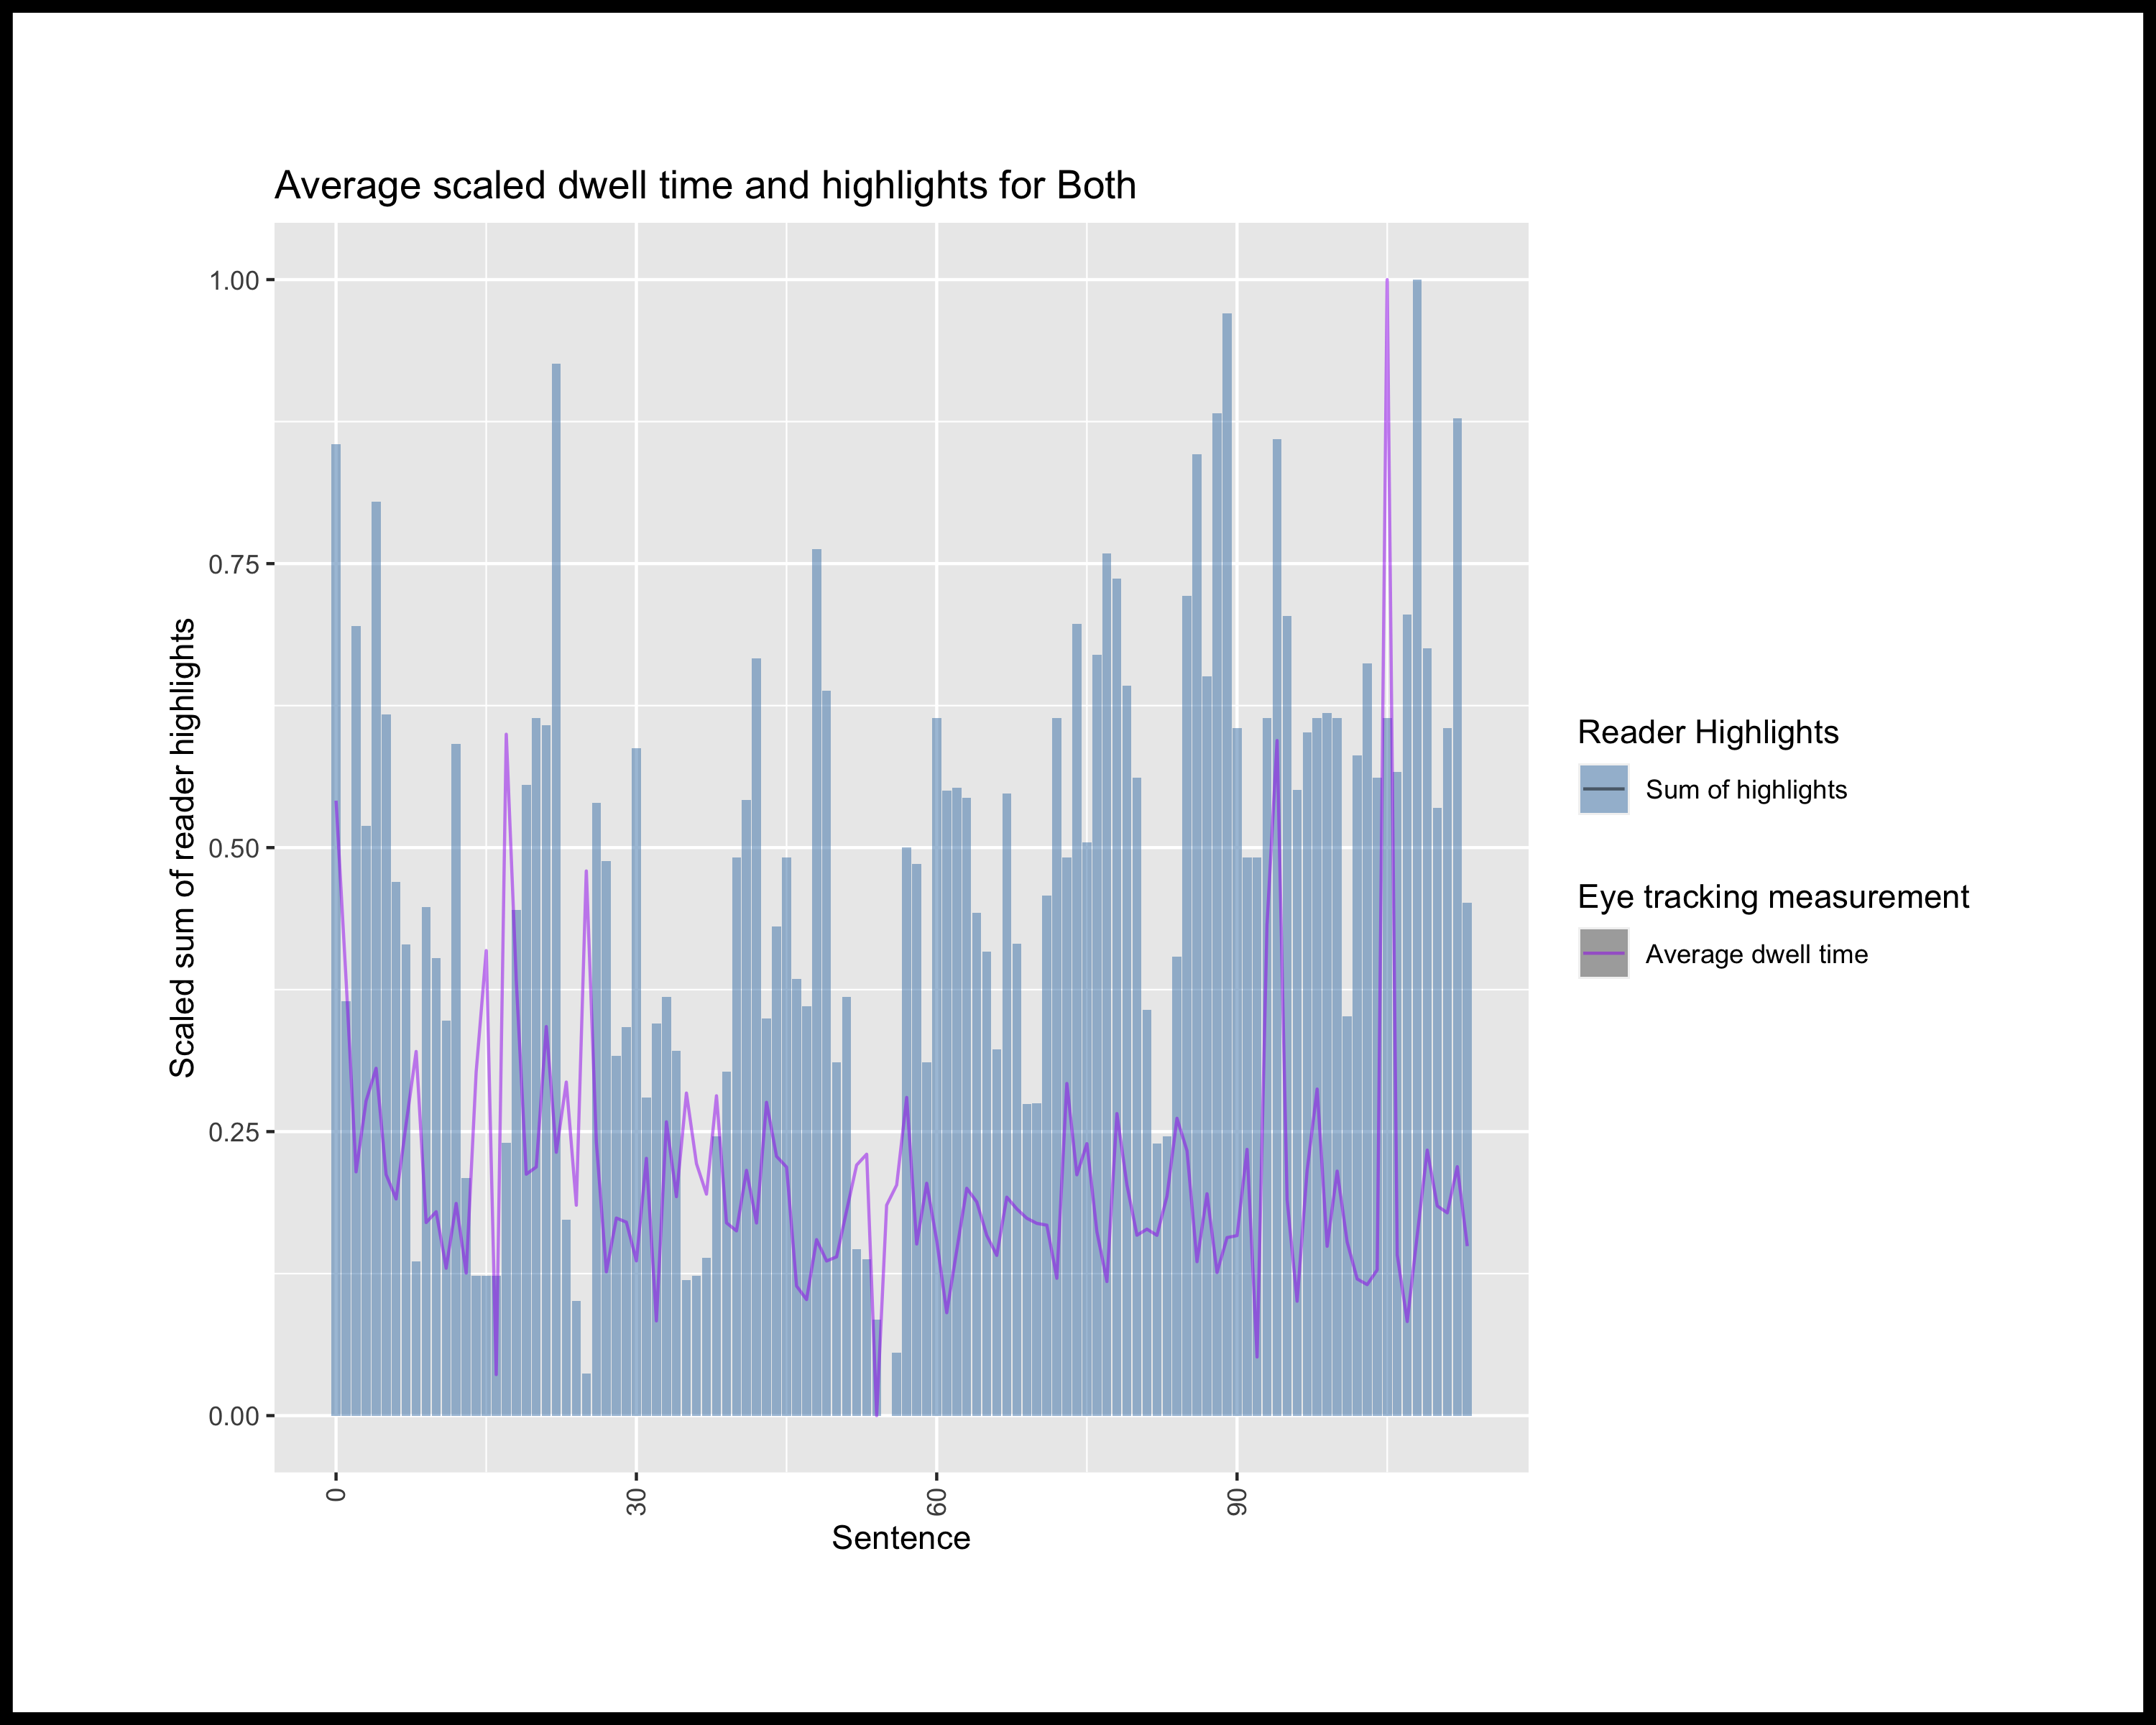 Average scaled dwell time and highlights for Both
1.00
0.75
0.50
0.25
0.00
Scaled sum of reader highlights
0
30
60
90
Sentence
Reader Highlights
Sum of highlights
Eye tracking measurement
Average dwell time